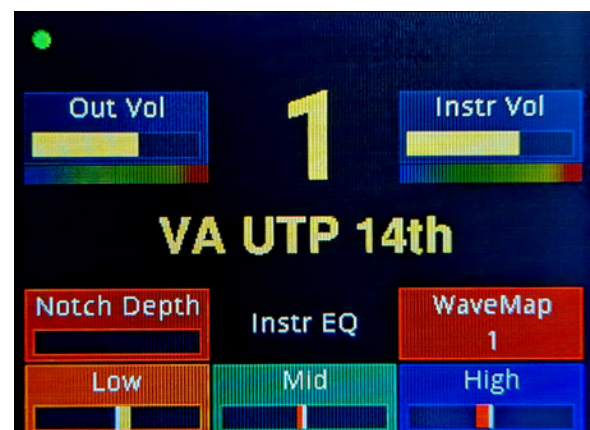 Out Vol
1
Instr Vol
VA UTP 14th
Notch Depth
Instr EQ
WaveMap
1
Low
Mid
High